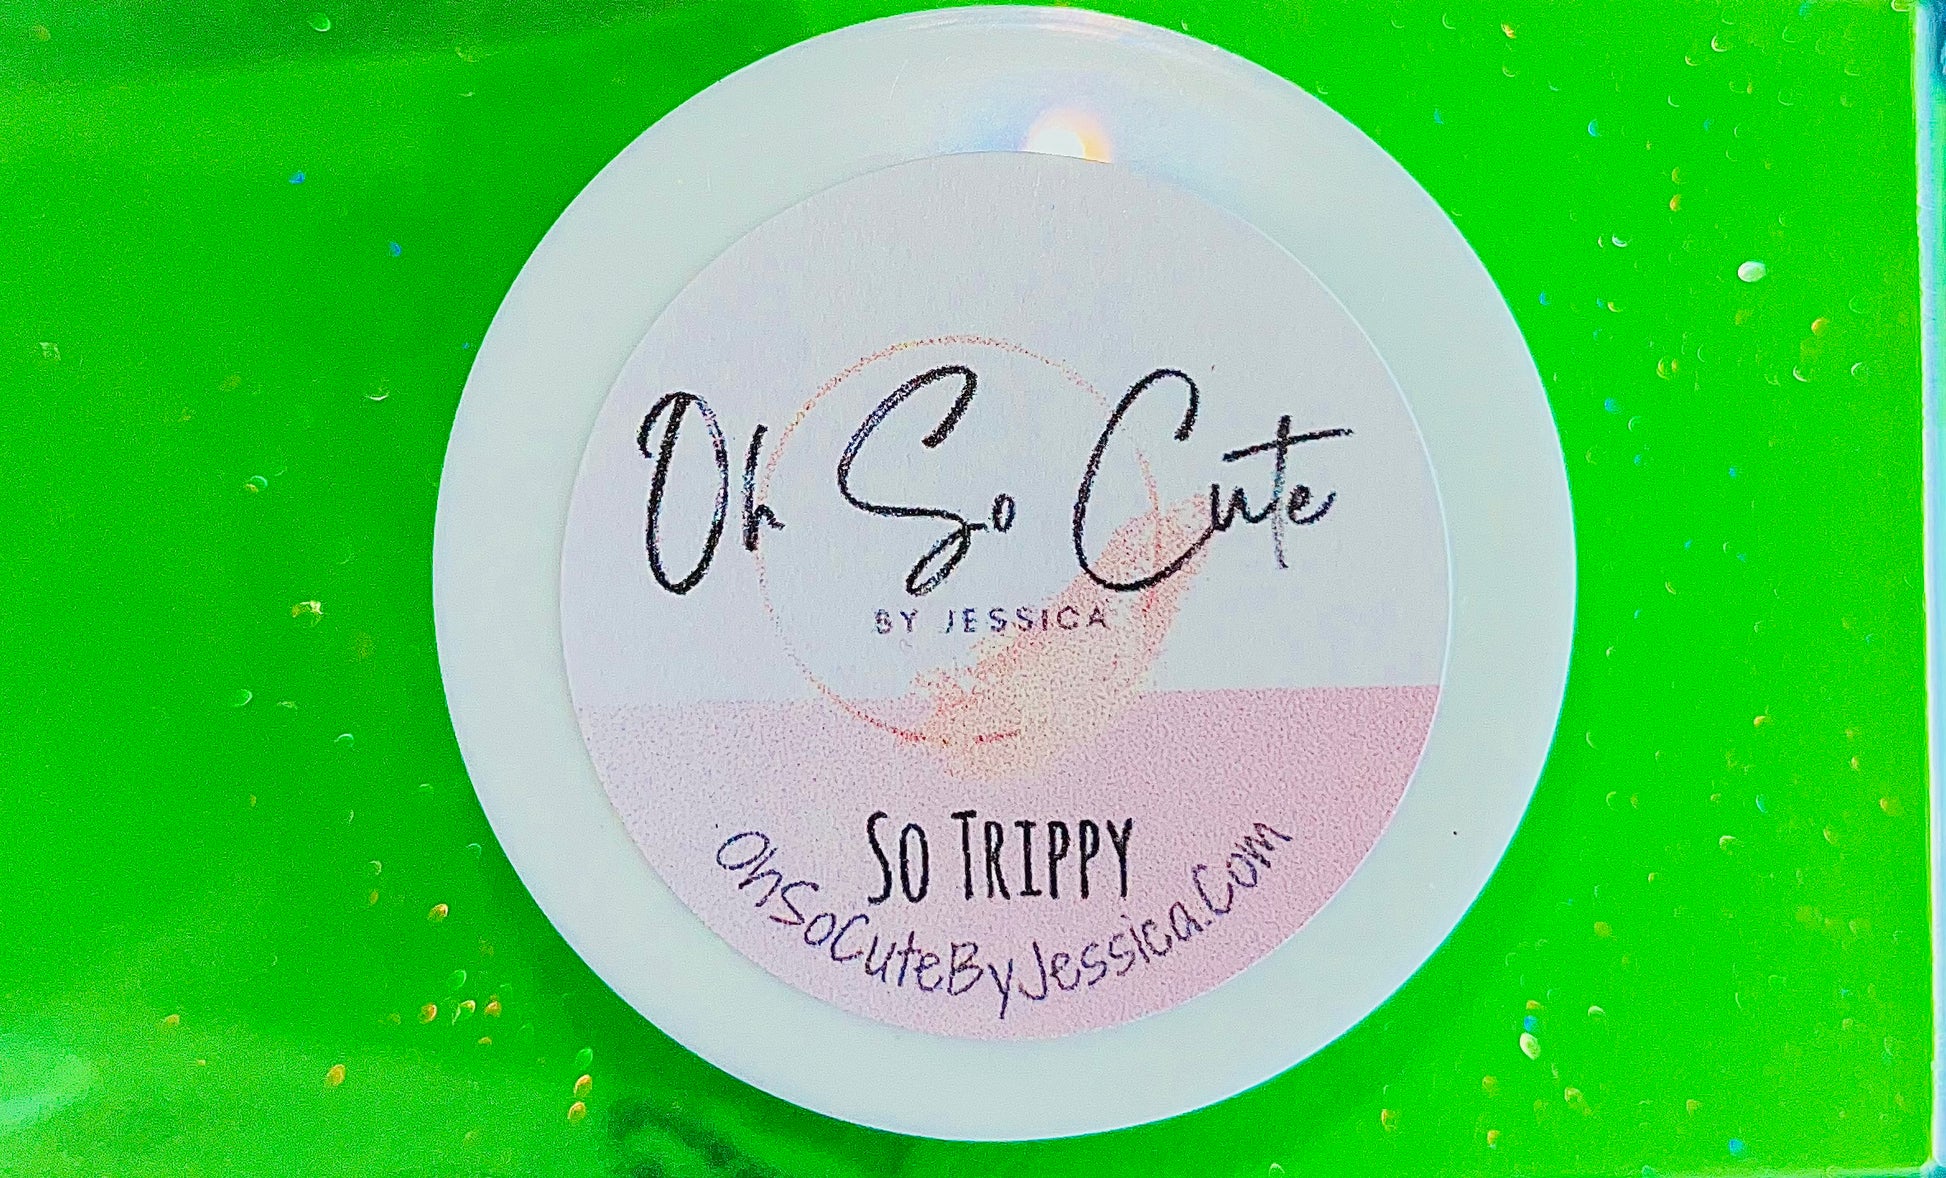 Oh So Cute
BY JESSICA
SO TRIPPY
OhSoCuteByJessica.Com